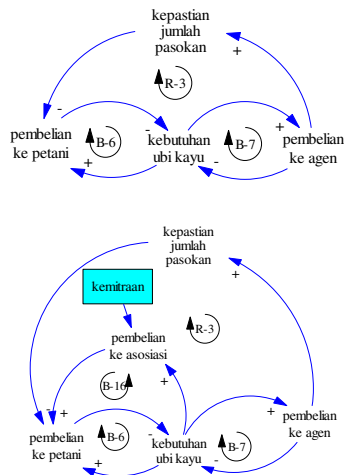 kepastian
jumlah
pasokan
+
R-3
-
B-6
-
B-7
+
pembelian
ke petani
+
kebutuhan
ubi kayu
-
pembelian
ke agen
kepastian
jumlah
pasokan
+
kemitraan
R-3
pembelian
ke asosiasi
B-16
+
-
+
B-6
-
B-7
+
pembelian
ke petani
+
kebutuhan
ubi kayu
-
pembelian
ke agen